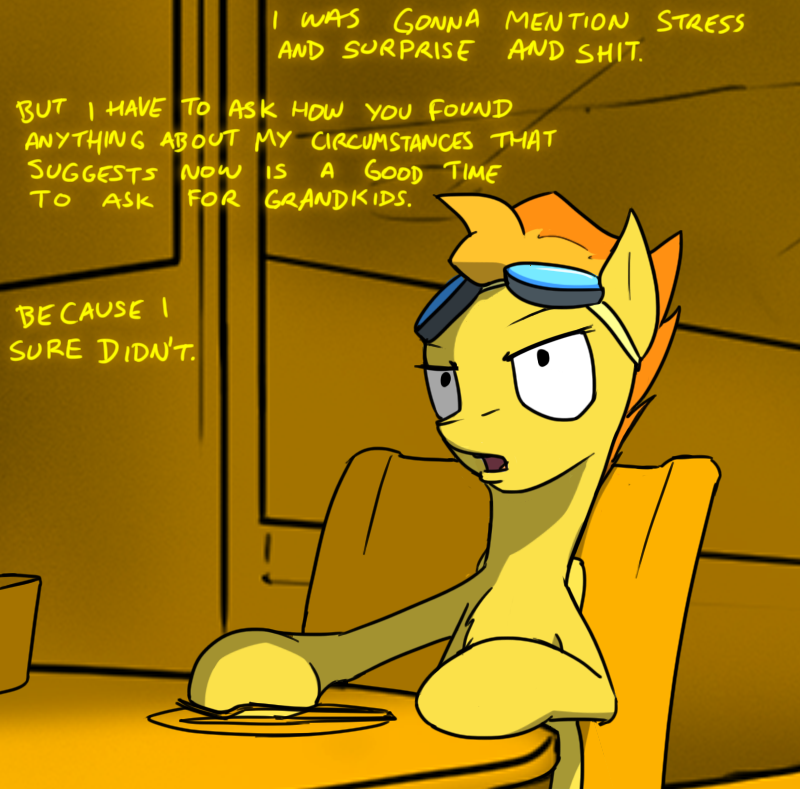 I WAS GONNA MENTION STRESS
AND SURPRISE AND SHIT.
BUT I HAVE TO ASK HOW YOU FOUND
ANYTHING ABOUT MY CIRCUMSTANCES THAT
SUGGESTS NOW IS A GOOD TIME
TO ASK FOR GRANDKIDS.
BECAUSE I
SURE DIDN'T.